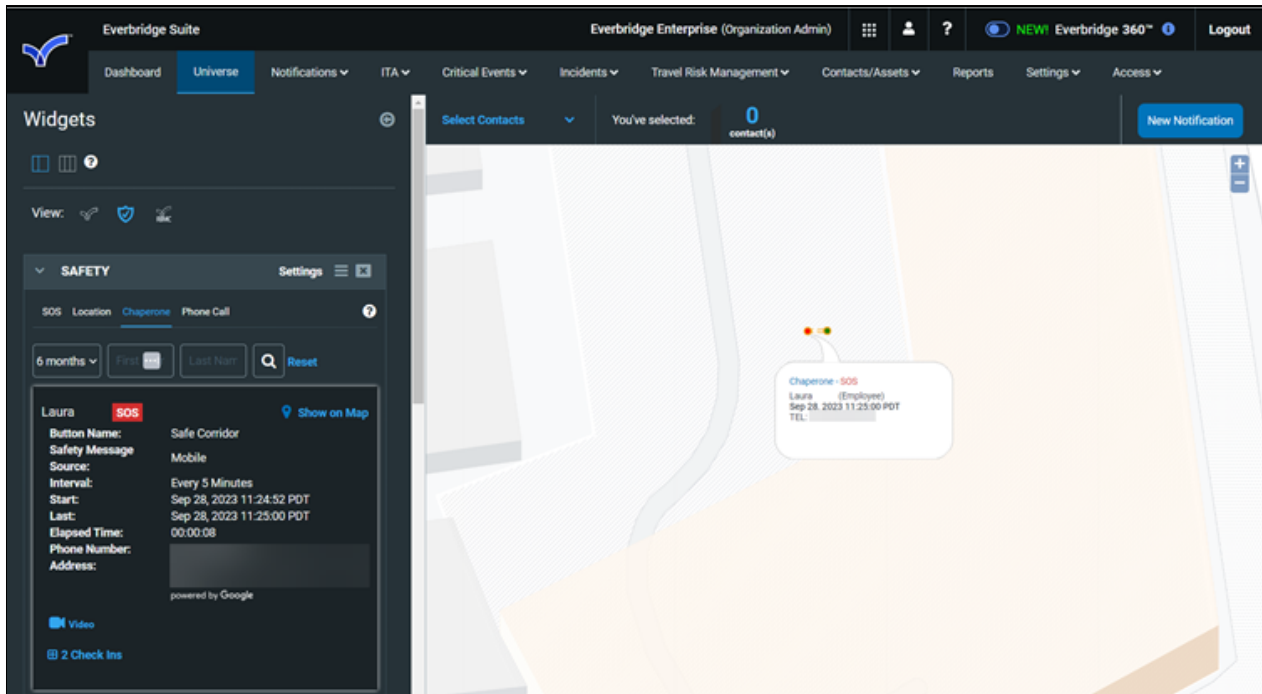 Everbridge Suite
Everbridge Enterprise (Organization Admin)
?
NEW! Everbridge 360™
Logout
Dashboard
Universe
Notifications
ITA
Critical Events
Incidents
Travel Risk Management
Contacts/Assets
Reports
Settings
Access
Widgets
Select Contacts
You've selected:
0
contact(s)
New Notification
+
−
?
View:
SAFETY
Settings
SOS Location Chaperone Phone Call
?
6 months
First
Last Nam
Reset
Laura SOS
Show on Map
Button Name: Safe Corridor
Safety Message
Source: Mobile
Interval: Every 5 Minutes
Start: Sep 28, 2023 11:24:52 PDT
Last: Sep 28, 2023 11:25:00 PDT
Elapsed Time: 00:00:08
Phone Number:
Address:
powered by Google
Video
2 Check Ins
Chaperone - SOS
Laura (Employee)
Sep 28, 2023 11:25:00 PDT
TEL: